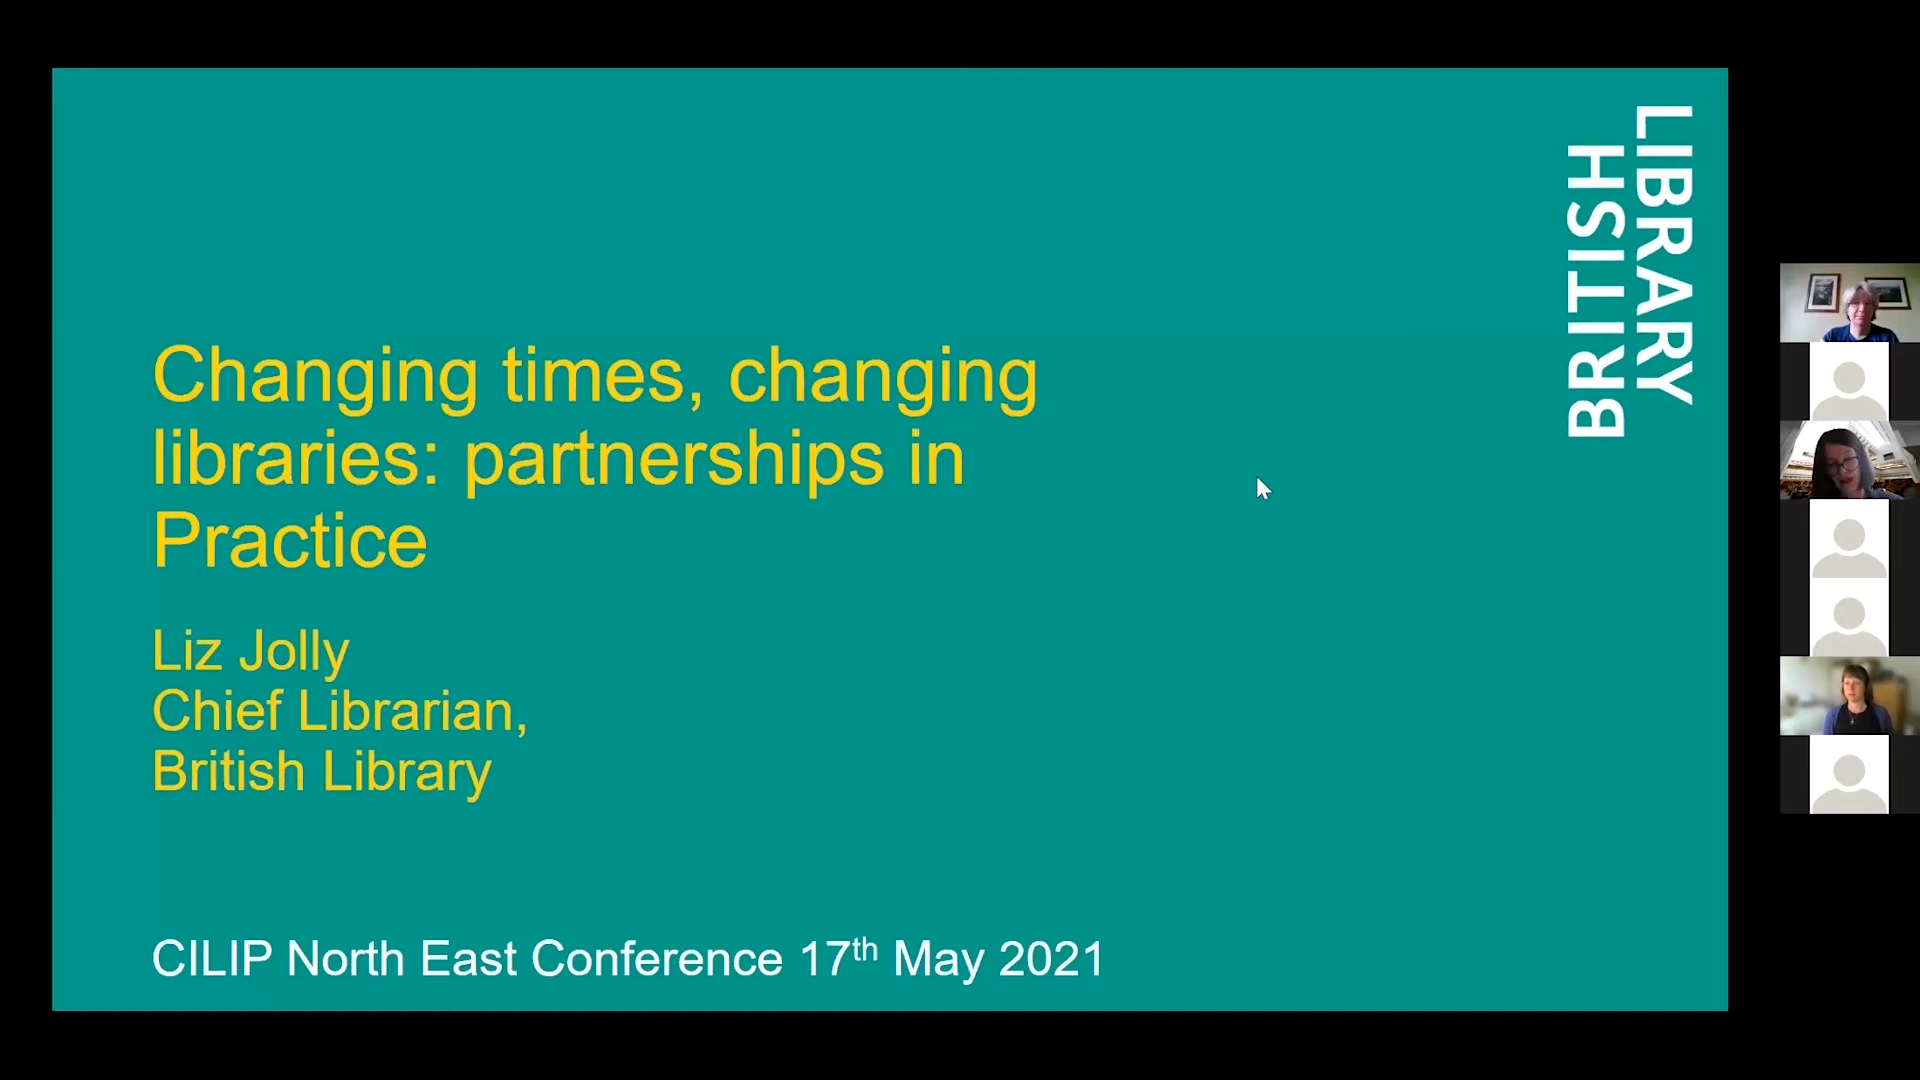 BRITISH
LIBRARY
Changing times, changing
libraries: partnerships in
Practice
Liz Jolly
Chief Librarian,
British Library
CILIP North East Conference 17th May 2021